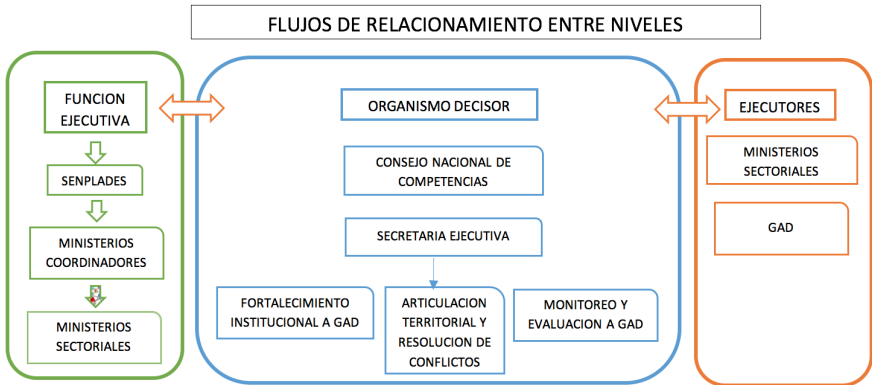 FLUJOS DE RELACIONAMIENTO ENTRE NIVELES
FUNCION
EJECUTIVA
SENPLADES
MINISTERIOS
COORDINADORES
MINISTERIOS
SECTORIALES
ORGANISMO DECISOR
CONSEJO NACIONAL DE
COMPETENCIAS
SECRETARIA EJECUTIVA
FORTALECIMIENTO
INSTITUCIONAL A GAD
ARTICULACION
TERRITORIAL Y
RESOLUCION DE
CONFLICTOS
MONITOREO Y
EVALUACION A GAD
EJECUTORES
MINISTERIOS
SECTORIALES
GAD